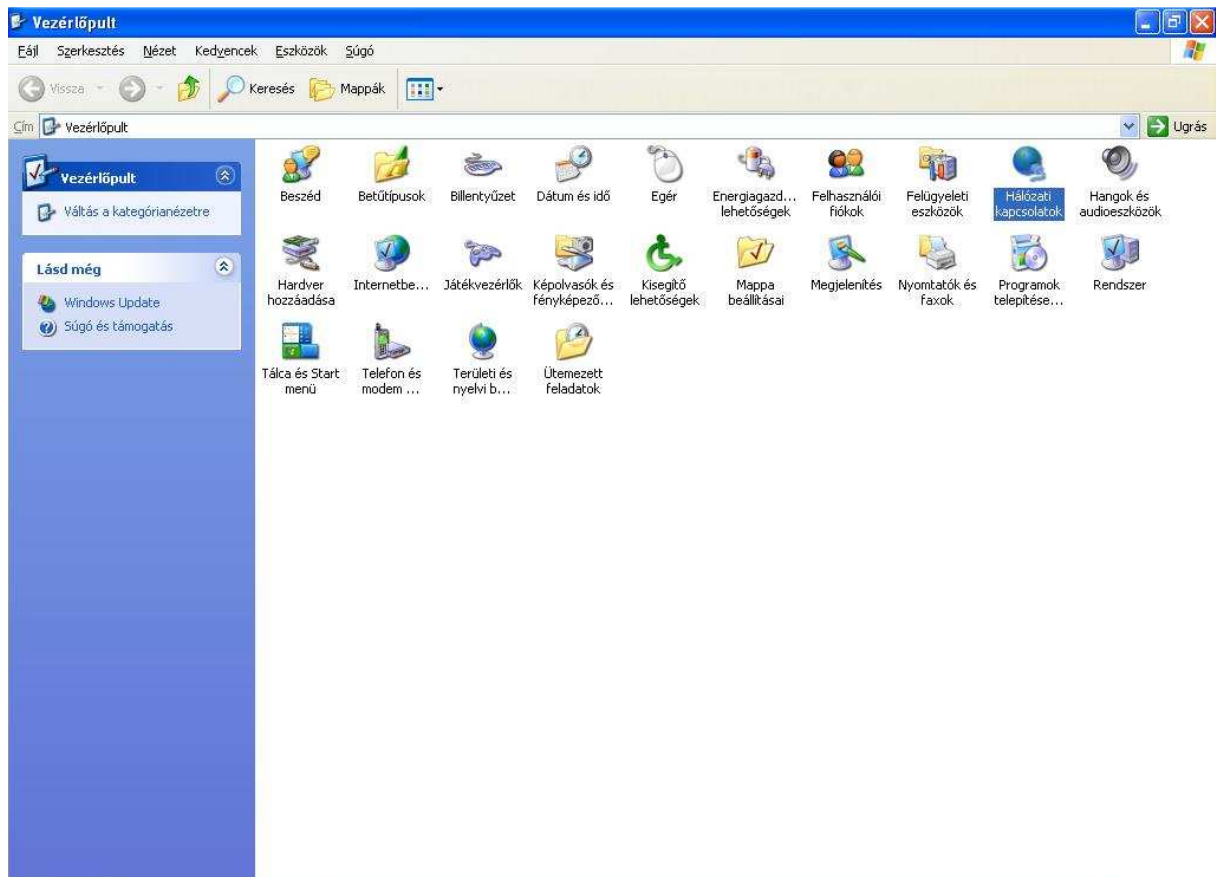 Vezérlőpult
Fájl Szerkesztés Nézet Kedvencek Eszközök Súgó
Vissza Keresés Mappák
Cím Vezérlőpult Ugrás
Vezérlőpult
Váltás a kategórianézetre
Lásd még
Windows Update
Súgó és támogatás
Beszéd Betűtípusok Billentyűzet Dátum és idő Egér Energiagazd... Felhasználói Felügyeleti Hálózati Hangok és
lehetőségek fiókok eszközök kapcsolatok audioeszközök
Hardver Internetbe... Játékvezérlők Képolvasók és Kisegítő Mappa Megjelenítés Nyomtatók és Programok Rendszer
hozzáadása fényképező... lehetőségek beállításai faxok telepítése...
Tálca és Start Telefon és Területi és Ütemezett
menü modem ... nyelvi b... feladatok